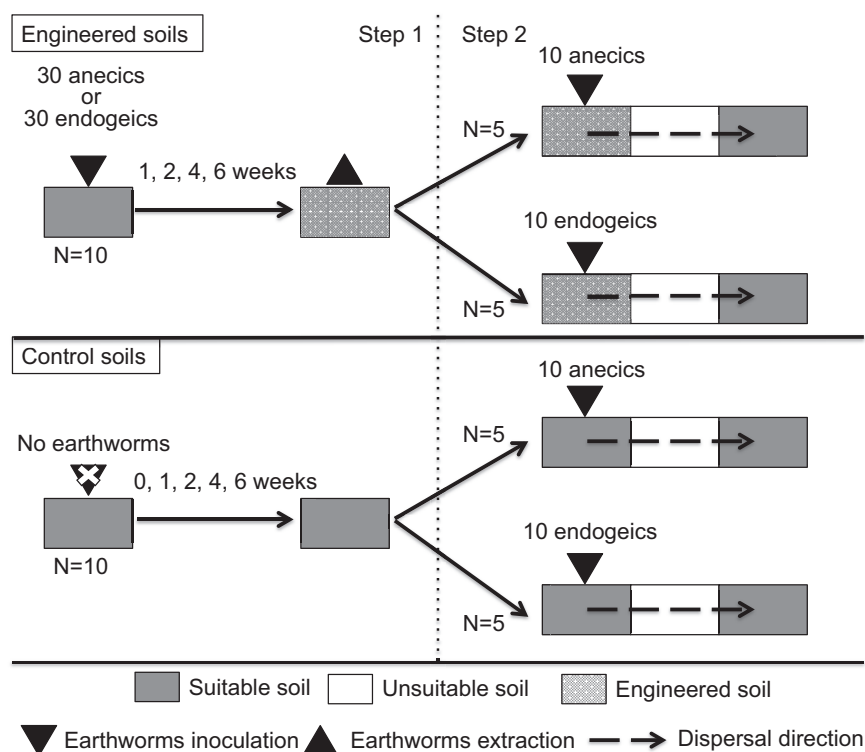 Engineered soils
Step 1
Step 2
30 anecics
or
30 endogeics
1, 2, 4, 6 weeks
N=10
N=5
10 anecics
N=5
10 endogeics
Control soils
No earthworms
0, 1, 2, 4, 6 weeks
N=10
N=5
10 anecics
N=5
10 endogeics
Suitable soil
Unsuitable soil
Engineered soil
Earthworms inoculation
Earthworms extraction
Dispersal direction